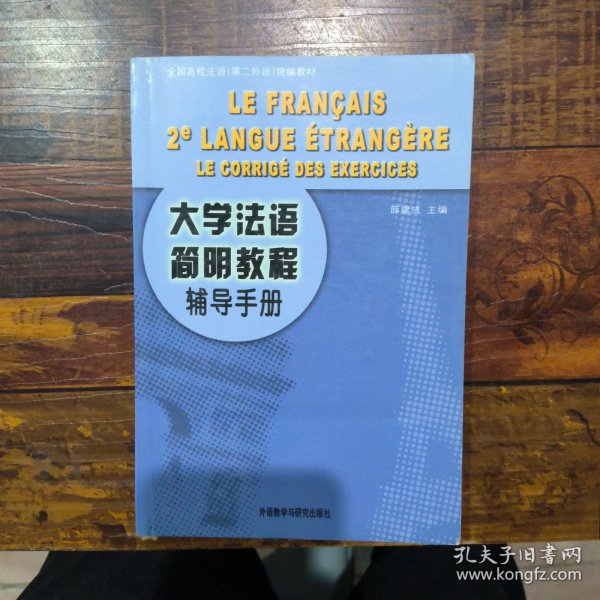 全国高校法语(第二外语)统编教材
LE FRANÇAIS
2e LANGUE ÉTRANGÈRE
LE CORRIGÉ DES EXERCICES
薛建成 主编
大学法语
简明教程
辅导手册
外语教学与研究出版社
孔夫子旧书网
www.kongfz.com